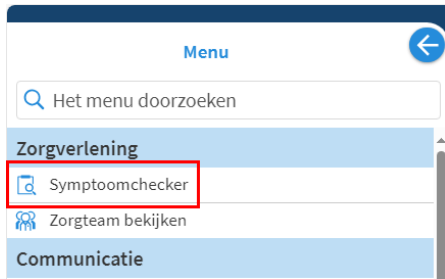 Menu
Het menu doorzoeken
Zorgverlening
Symptoomchecker
Zorgteam bekijken
Communicatie